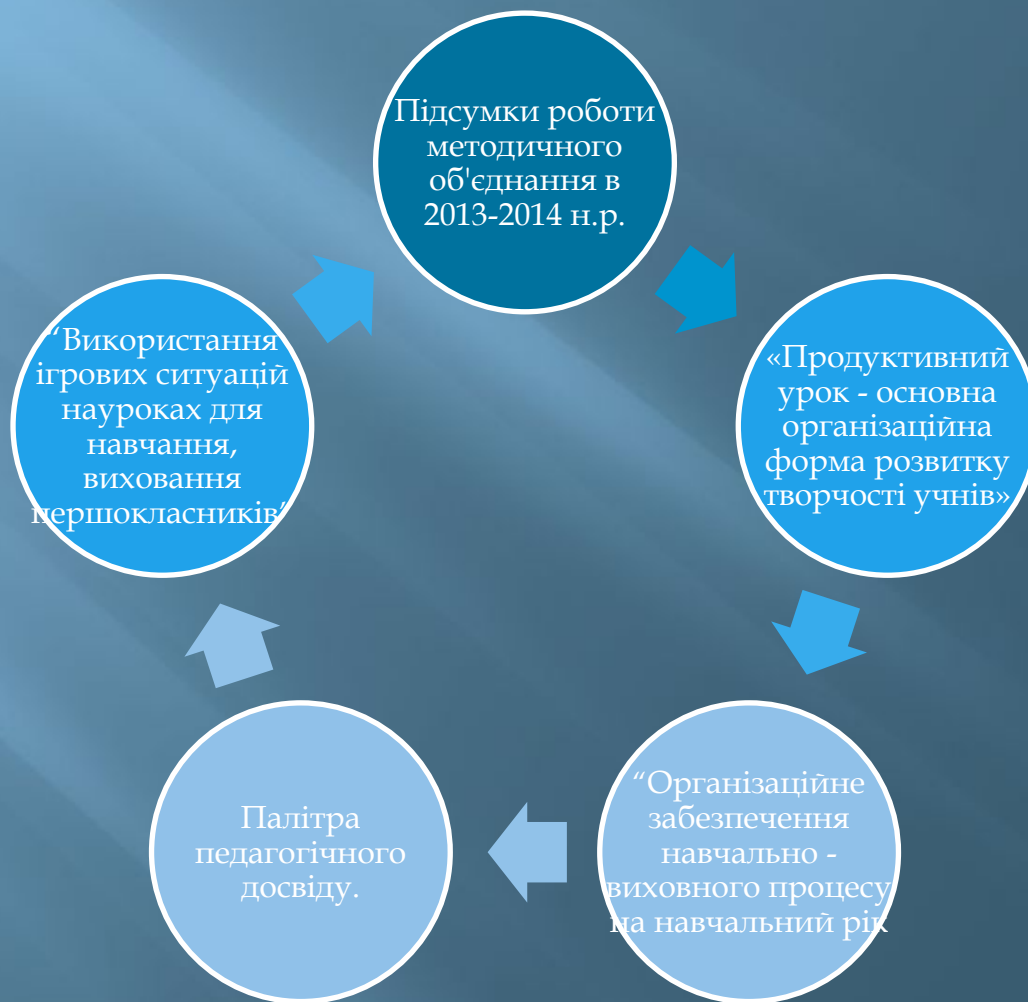 Підсумки роботи
методичного
об'єднання в
2013-2014 н.р.
«Продуктивний
урок - основна
організаційна
форма розвитку
творчості учнів»
“Організаційне
забезпечення
навчально -
виховного процесу
на навчальний рік
Палітра
педагогічного
досвіду.
“Використання
ігрових ситуацій
науроках для
навчання,
виховання
першокласників”